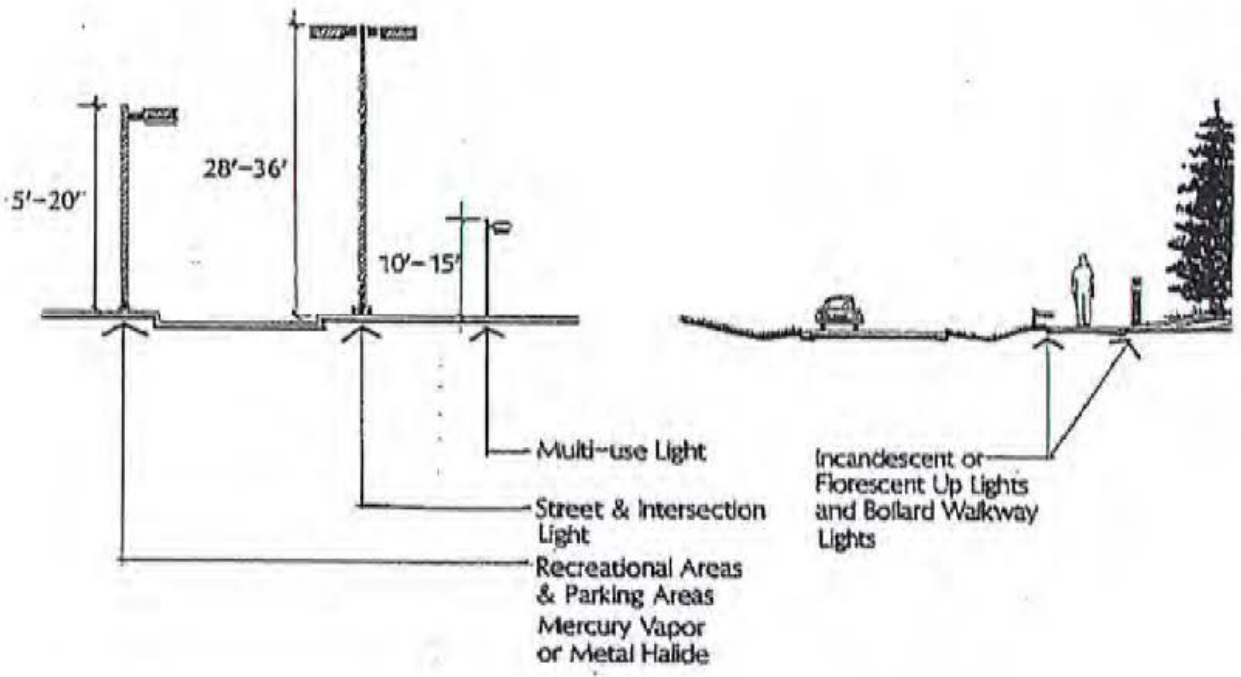 28'-36'
5'-20'
10'-15'
Multi-use Light
Street & Intersection
Light
Recreational Areas
& Parking Areas
Mercury Vapor
or Metal Halide
Incandescent or
Florescent Up Lights
and Bollard Walkway
Lights